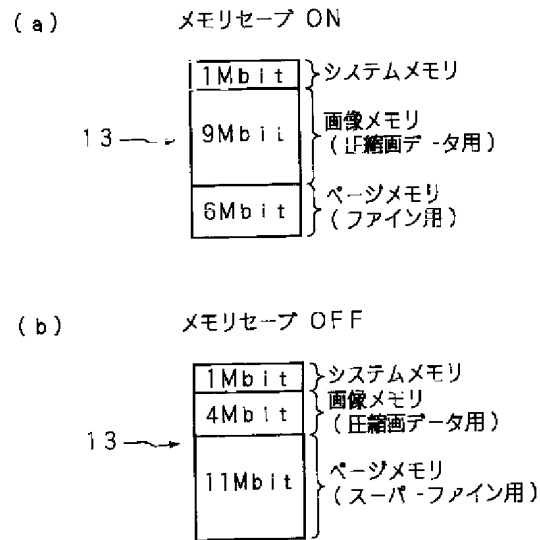 (a) メモリセーブ ON
1Mbit システムメモリ
13 9Mbit 画像メモリ
(圧縮画データ用)
6Mbit ページメモリ
(ファイン用)
(b) メモリセーブ OFF
1Mbit システムメモリ
4Mbit 画像メモリ
(圧縮画データ用)
13
11Mbit ページメモリ
(スーパーファイン用)